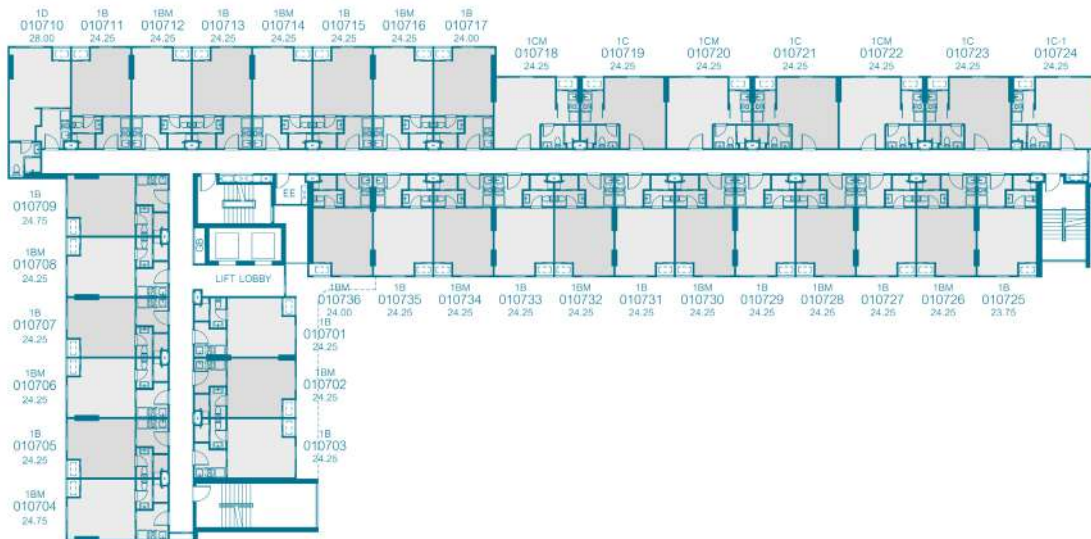 1D
010710
28.00
1B
010711
24.25
1BM
010712
24.25
1B
010713
24.25
1BM
010714
24.25
1B
010715
24.25
1BM
010716
24.25
1B
010717
24.00
1CM
010718
24.25
1C
010719
24.25
1CM
010720
24.25
1C
010721
24.25
1CM
010722
24.25
1C
010723
24.25
1C-1
010724
24.25
1B
010709
24.75
1BM
010708
24.25
1B
010707
24.25
1BM
010706
24.25
1B
010705
24.25
1BM
010704
24.75
EE
LIFT LOBBY
1BM
010736
24.00
1B
010735
24.25
1BM
010734
24.25
1B
010733
24.25
1BM
010732
24.25
1B
010731
24.25
1BM
010730
24.25
1B
010729
24.25
1BM
010728
24.25
1B
010727
24.25
1BM
010726
24.25
1B
010725
23.75
1B
010701
24.25
1BM
010702
24.25
1B
010703
24.25